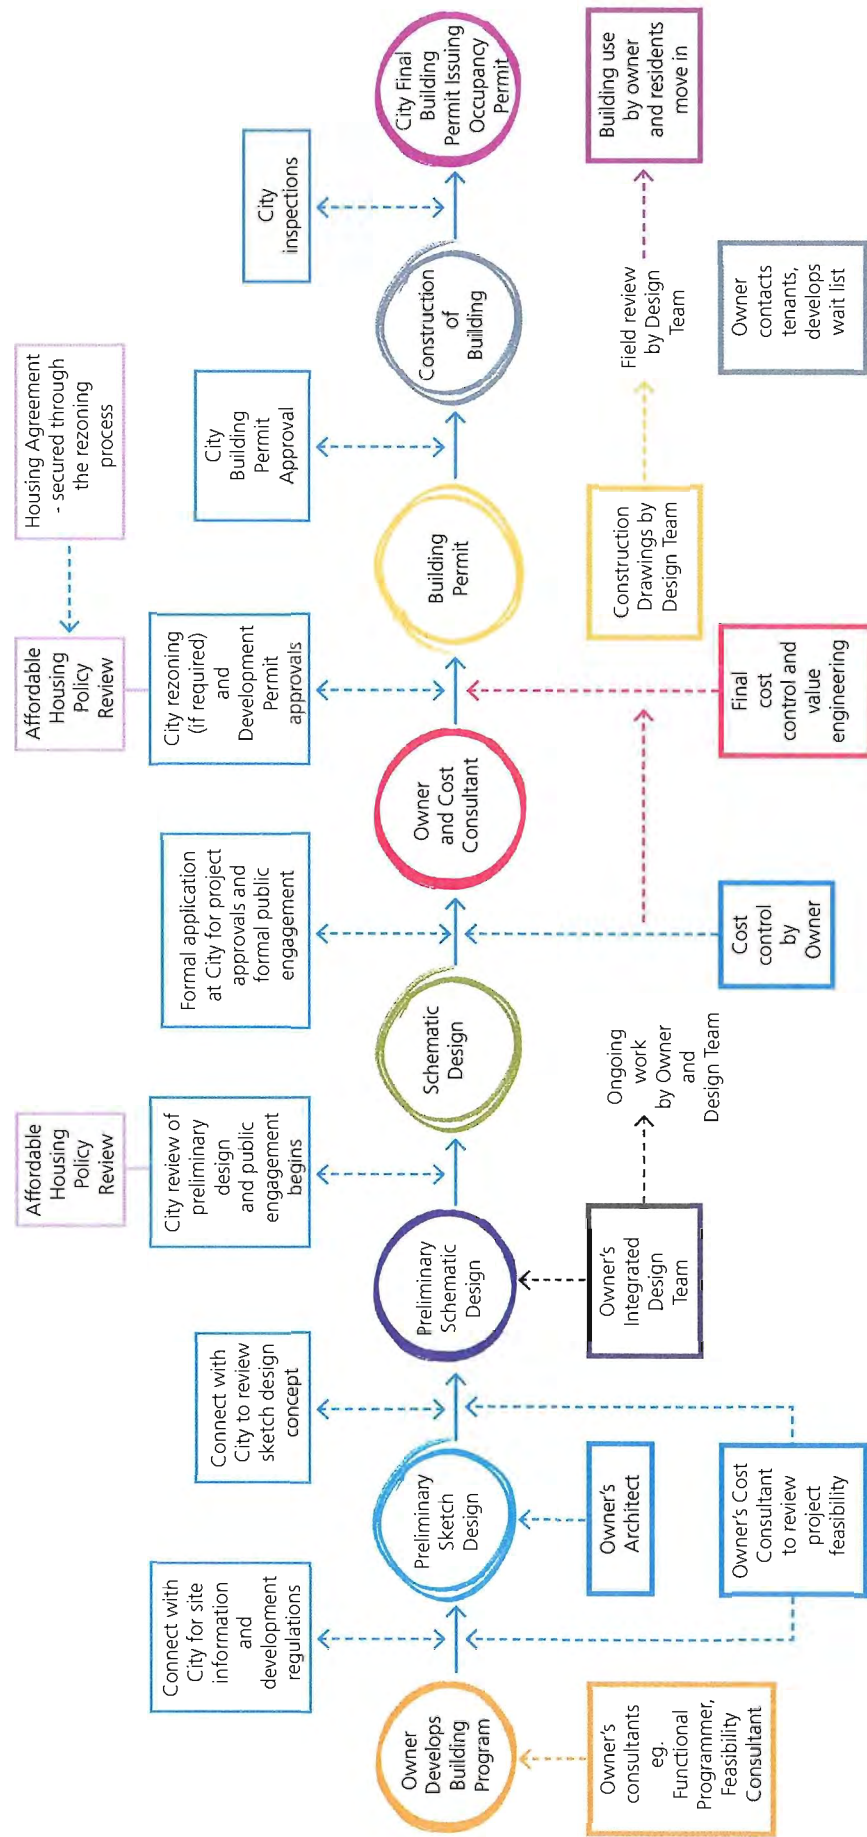 Affordable
Housing
Policy
Review
Affordable
Housing
Policy
Review
Housing Agreement
- secured through
the rezoning
process
Connect with
City for site
information
and
development
regulations
Connect with
City to review
sketch design
concept
City review of
preliminary
design
and public
engagement
begins
Formal application
at City for project
approvals and
formal public
engagement
City rezoning
(if required)
and
Development
Permit
approvals
City
Building
Permit
Approval
City
inspections
Owner
Develops
Building
Program
Preliminary
Sketch
Design
Preliminary
Schematic
Design
Schematic
Design
Owner
and Cost
Consultant
Building
Permit
Construction
of
Building
City Final
Building
Permit Issuing
Occupancy
Permit
Owner's
consultants
eg.
Functional
Programmer,
Feasibility
Consultant
Owner's
Architect
Owner's
Integrated
Design
Team
Ongoing
work
by Owner
and
Design Team
Construction
Drawings by
Design Team
Field review
by Design
Team
Building use
by owner
and residents
move in
Owner's Cost
Consultant
to review
project
feasibility
Cost
control
by
Owner
Final
cost
control and
value
engineering
Owner
contacts
tenants,
develops
wait list